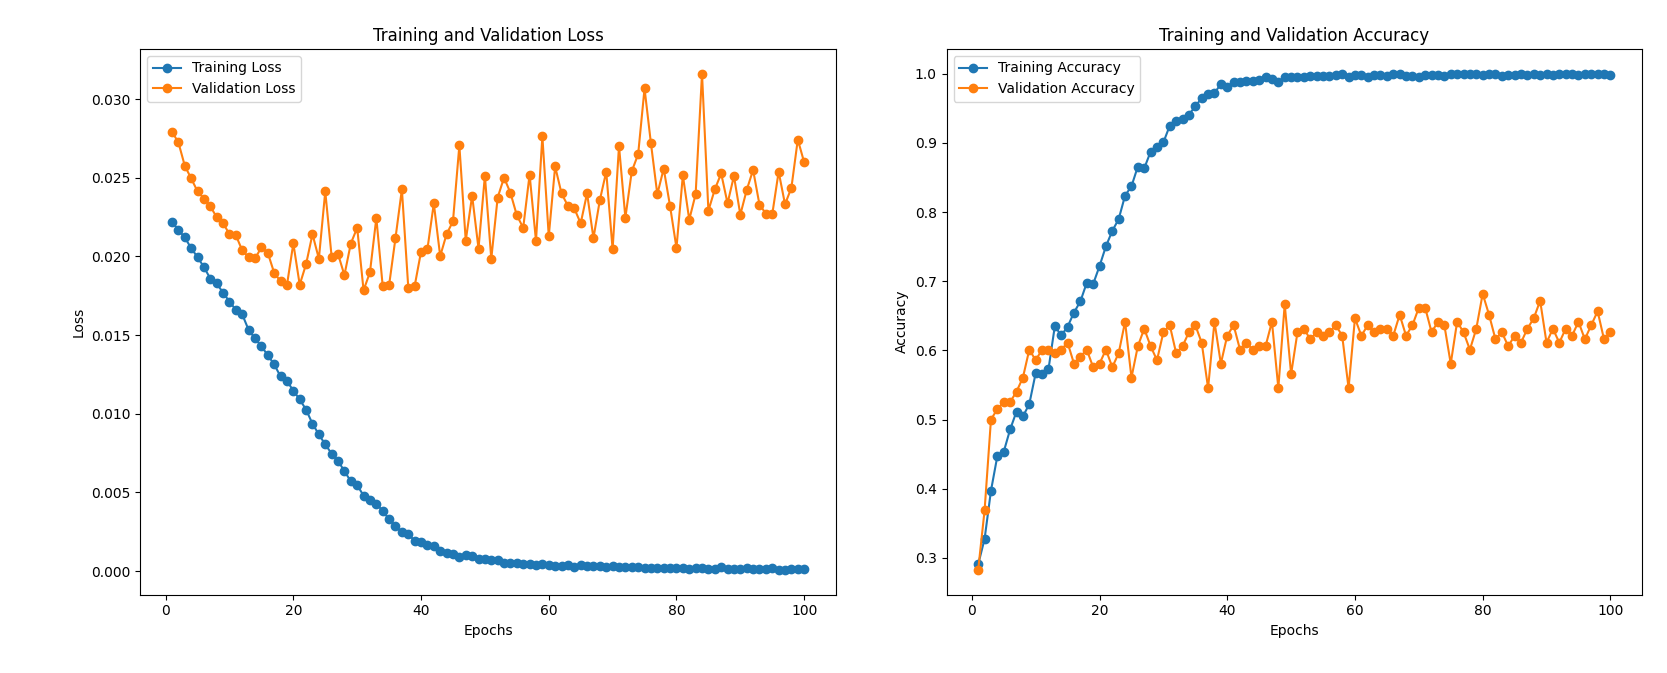 Training and Validation Loss
Training Loss
Validation Loss
0.030
0.025
0.020
0.015
0.010
0.005
0.000
Loss
0
20
40
60
80
100
Epochs
Training and Validation Accuracy
Training Accuracy
Validation Accuracy
1.0
0.9
0.8
0.7
0.6
0.5
0.4
0.3
Accuracy
0
20
40
60
80
100
Epochs